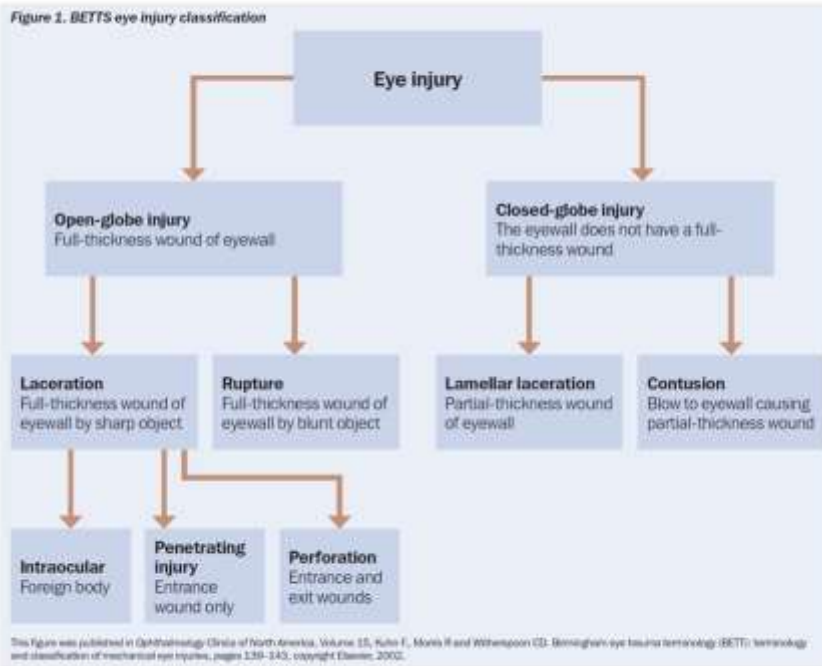 Figure 1. BETTS eye injury classification
Eye injury
Open-globe injury
Full-thickness wound of eyewall
Closed-globe injury
The eyewall does not have a full-
thickness wound
Laceration
Full-thickness wound of
eyewall by sharp object
Rupture
Full-thickness wound of
eyewall by blunt object
Lamellar laceration
Partial-thickness wound
of eyewall
Contusion
Blow to eyewall causing
partial-thickness wound
Intraocular
Foreign body
Penetrating
injury
Entrance
wound only
Perforation
Entrance and
exit wounds
This figure was published in Ophthalmology Clinics of North America, Volume 15, Kuhn F, Morris R and Witherspoon CD. Birmingham eye trauma terminology (BETT): terminology
and classification of mechanical eye injuries, pages 139–143, copyright Elsevier, 2002.